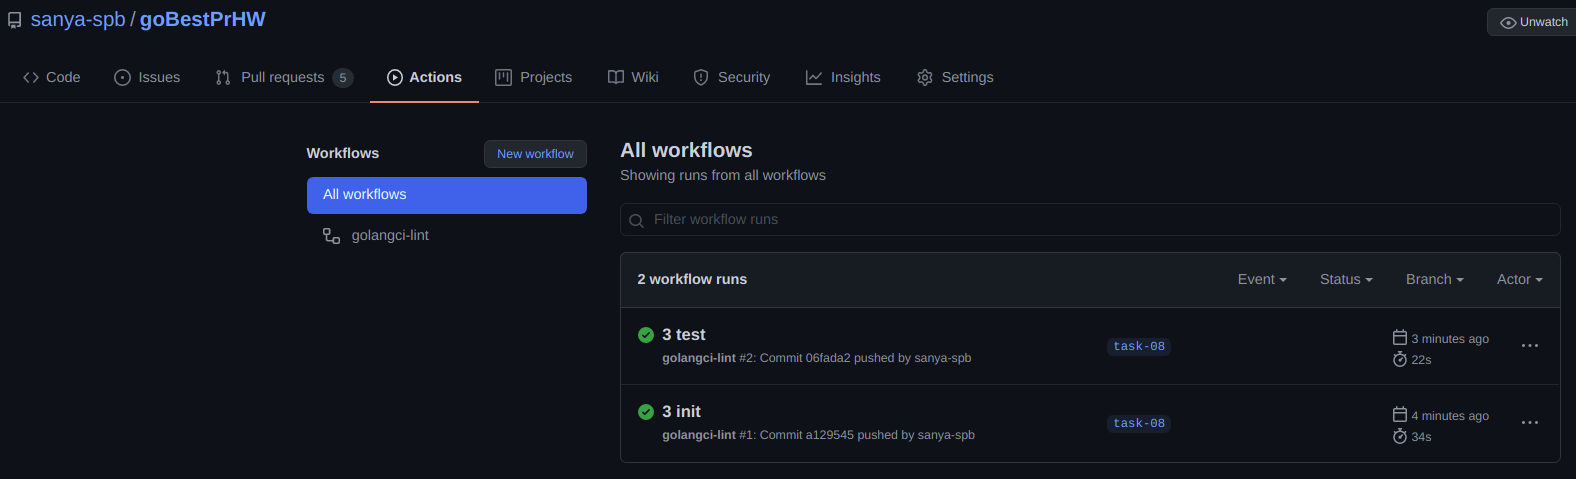 sanya-spb / goBestPrHW
Unwatch
Code Issues Pull requests 5 Actions Projects Wiki Security Insights Settings
Workflows
New workflow
All workflows
golangci-lint
All workflows
Showing runs from all workflows
Filter workflow runs
2 workflow runs Event Status Branch Actor
3 test
golangci-lint #2: Commit 06fada2 pushed by sanya-spb
task-08
3 minutes ago
22s
3 init
golangci-lint #1: Commit a129545 pushed by sanya-spb
task-08
4 minutes ago
34s